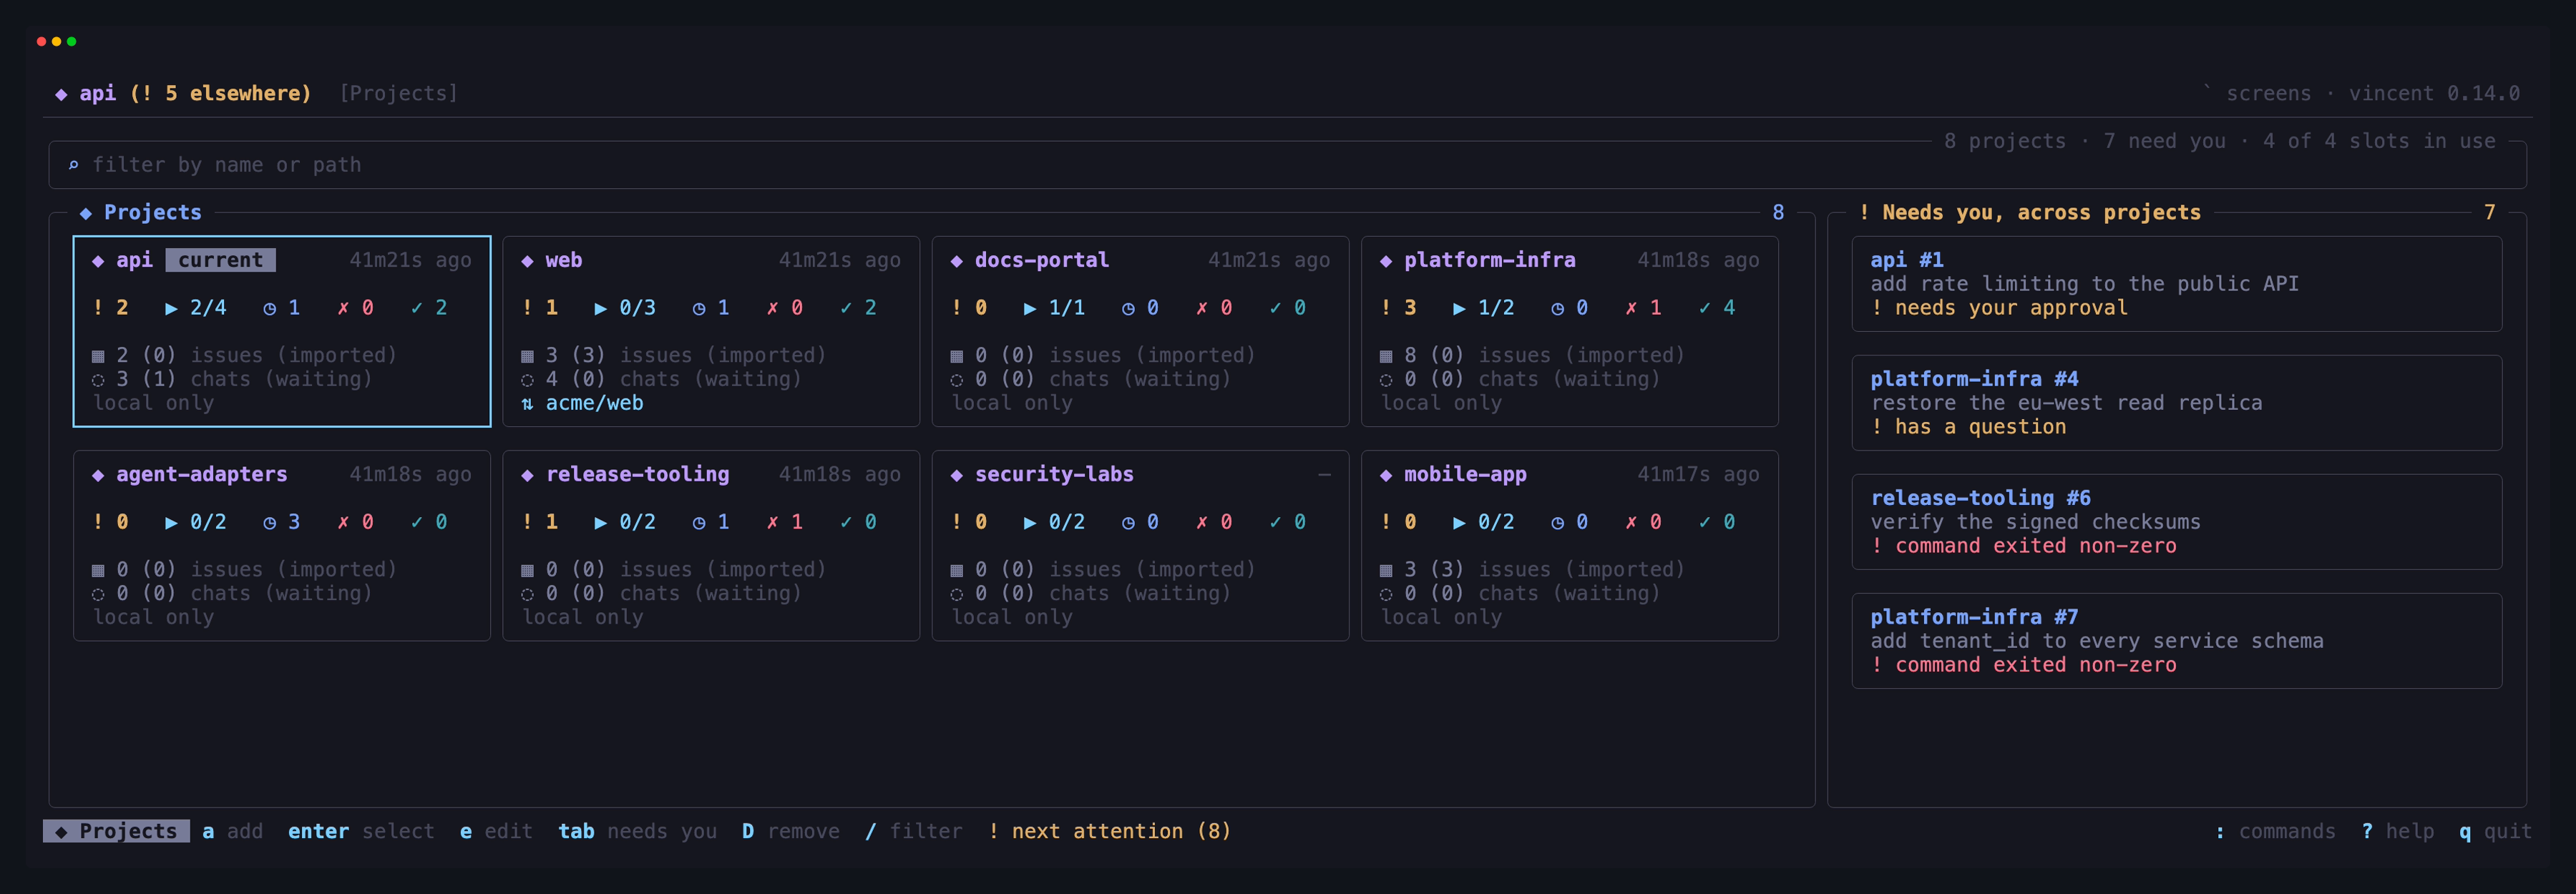 ◆ api (! 5 elsewhere) [Projects] ` screens · vincent 0.14.0
8 projects · 7 need you · 4 of 4 slots in use
⌕ filter by name or path
◆ Projects 8
◆ api current 41m21s ago
! 2 ▶ 2/4 ◷ 1 ✗ 0 ✓ 2
▦ 2 (0) issues (imported)
◌ 3 (1) chats (waiting)
local only
◆ web 41m21s ago
! 1 ▶ 0/3 ◷ 1 ✗ 0 ✓ 2
▦ 3 (3) issues (imported)
◌ 4 (0) chats (waiting)
⇅ acme/web
◆ docs-portal 41m21s ago
! 0 ▶ 1/1 ◷ 0 ✗ 0 ✓ 0
▦ 0 (0) issues (imported)
◌ 0 (0) chats (waiting)
local only
◆ platform-infra 41m18s ago
! 3 ▶ 1/2 ◷ 0 ✗ 1 ✓ 4
▦ 8 (0) issues (imported)
◌ 0 (0) chats (waiting)
local only
◆ agent-adapters 41m18s ago
! 0 ▶ 0/2 ◷ 3 ✗ 0 ✓ 0
▦ 0 (0) issues (imported)
◌ 0 (0) chats (waiting)
local only
◆ release-tooling 41m18s ago
! 1 ▶ 0/2 ◷ 1 ✗ 1 ✓ 0
▦ 0 (0) issues (imported)
◌ 0 (0) chats (waiting)
local only
◆ security-labs —
! 0 ▶ 0/2 ◷ 0 ✗ 0 ✓ 0
▦ 0 (0) issues (imported)
◌ 0 (0) chats (waiting)
local only
◆ mobile-app 41m17s ago
! 0 ▶ 0/2 ◷ 0 ✗ 0 ✓ 0
▦ 3 (3) issues (imported)
◌ 0 (0) chats (waiting)
local only
! Needs you, across projects 7
api #1
add rate limiting to the public API
! needs your approval
platform-infra #4
restore the eu-west read replica
! has a question
release-tooling #6
verify the signed checksums
! command exited non-zero
platform-infra #7
add tenant_id to every service schema
! command exited non-zero
◆ Projects a add enter select e edit tab needs you D remove / filter ! next attention (8) : commands ? help q quit